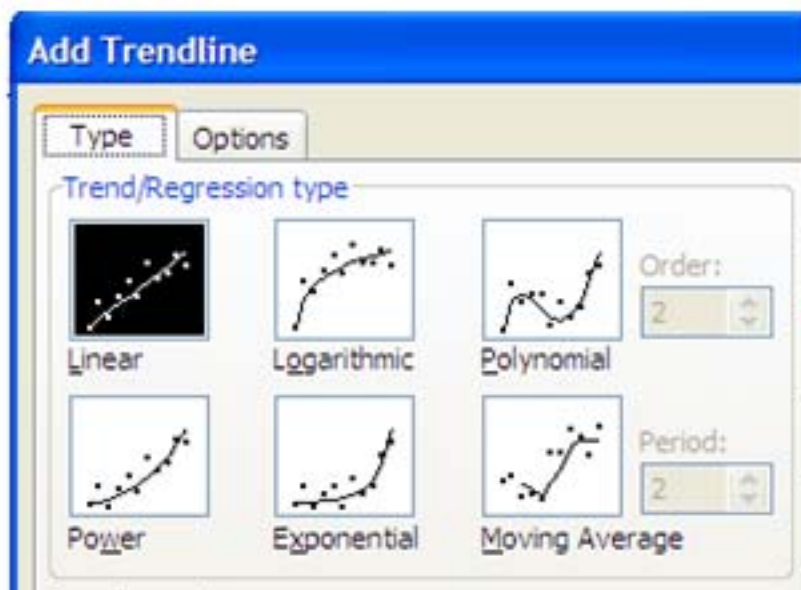 Add Trendline
Type Options
Trend/Regression type
Order:
2
Linear Logarithmic Polynomial
Period:
2
Power Exponential Moving Average